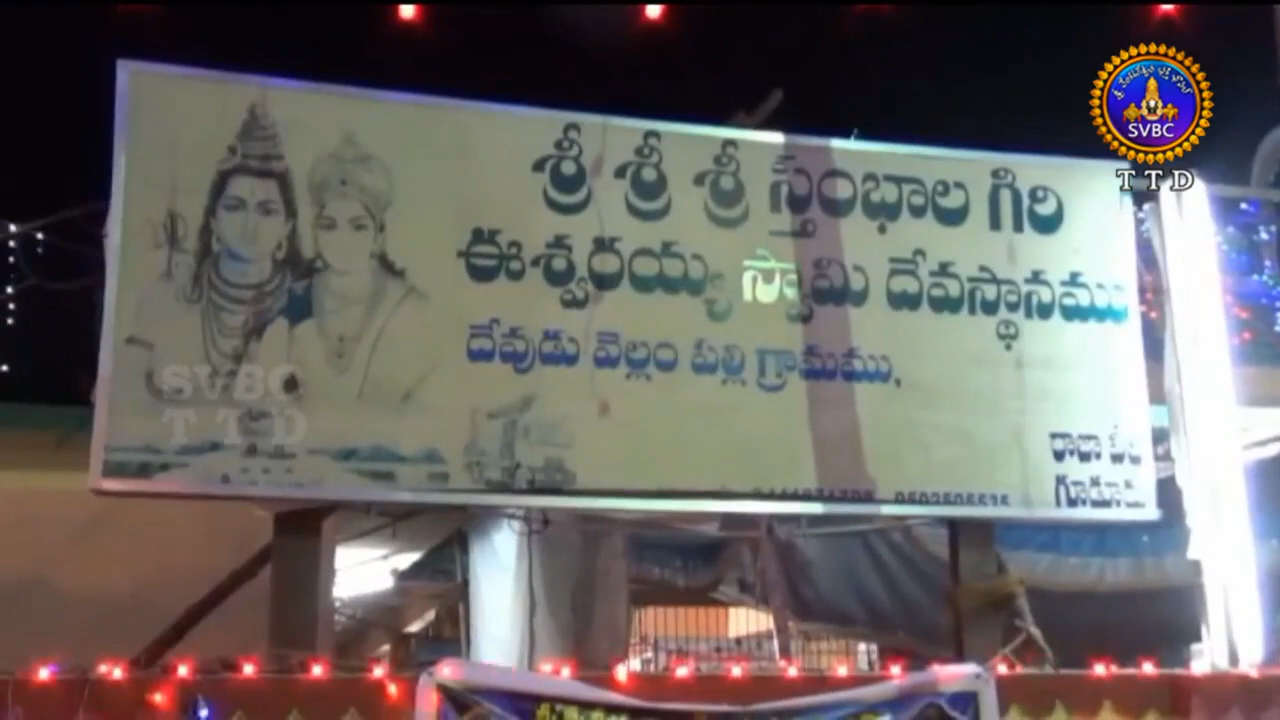 శ్రీ శ్రీ శ్రీ స్తంభాల గిరి
ఈశ్వరయ్య స్వామి దేవస్థానము
దేవుడు వెల్లం పల్లి గ్రామము,
రాజా
గూడూరు
SVBC
TTD
SVBC
TTD